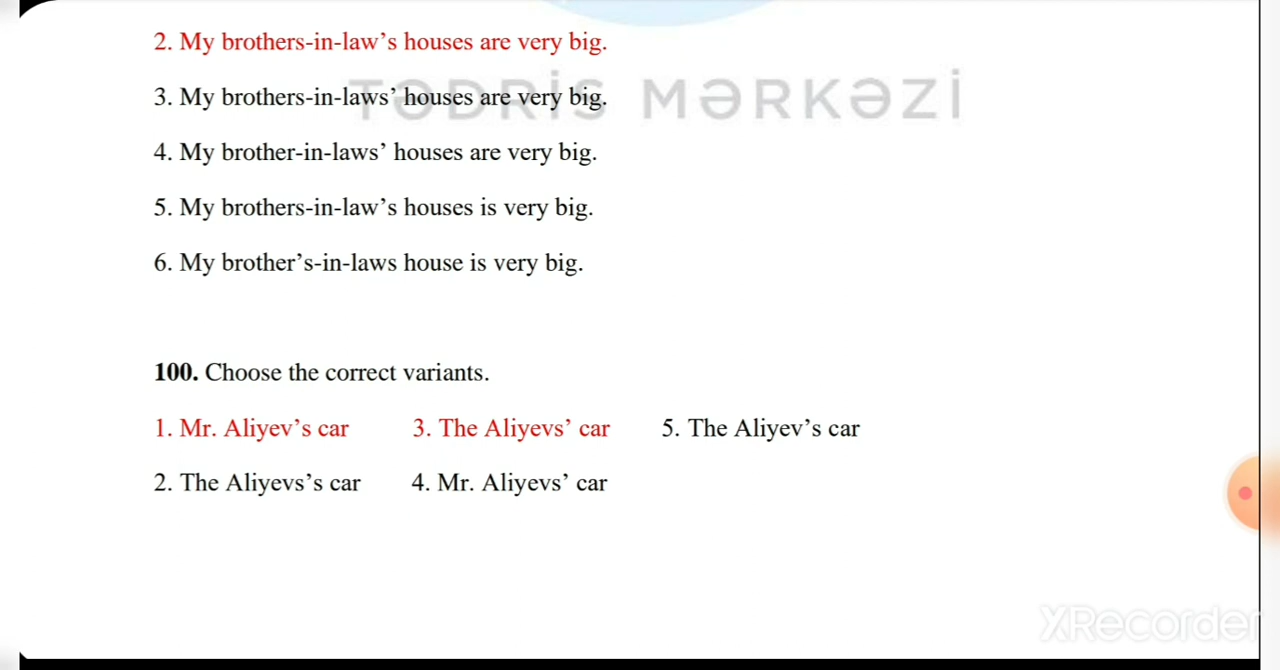 2. My brothers-in-law’s houses are very big.
TƏDRİS MƏRKƏZİ
3. My brothers-in-laws’ houses are very big.
4. My brother-in-laws’ houses are very big.
5. My brothers-in-law’s houses is very big.
6. My brother’s-in-laws house is very big.
100. Choose the correct variants.
1. Mr. Aliyev’s car 3. The Aliyevs’ car 5. The Aliyev’s car
2. The Aliyevs’s car 4. Mr. Aliyevs’ car
XRecorder